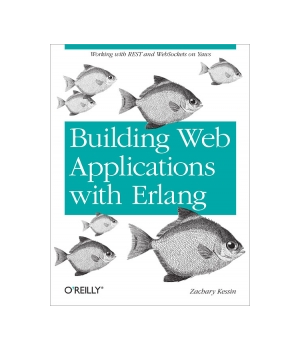 Working with REST and WebSockets on Yaws
Building Web
Applications
with Erlang
O'REILLY®
Zachary Kessin